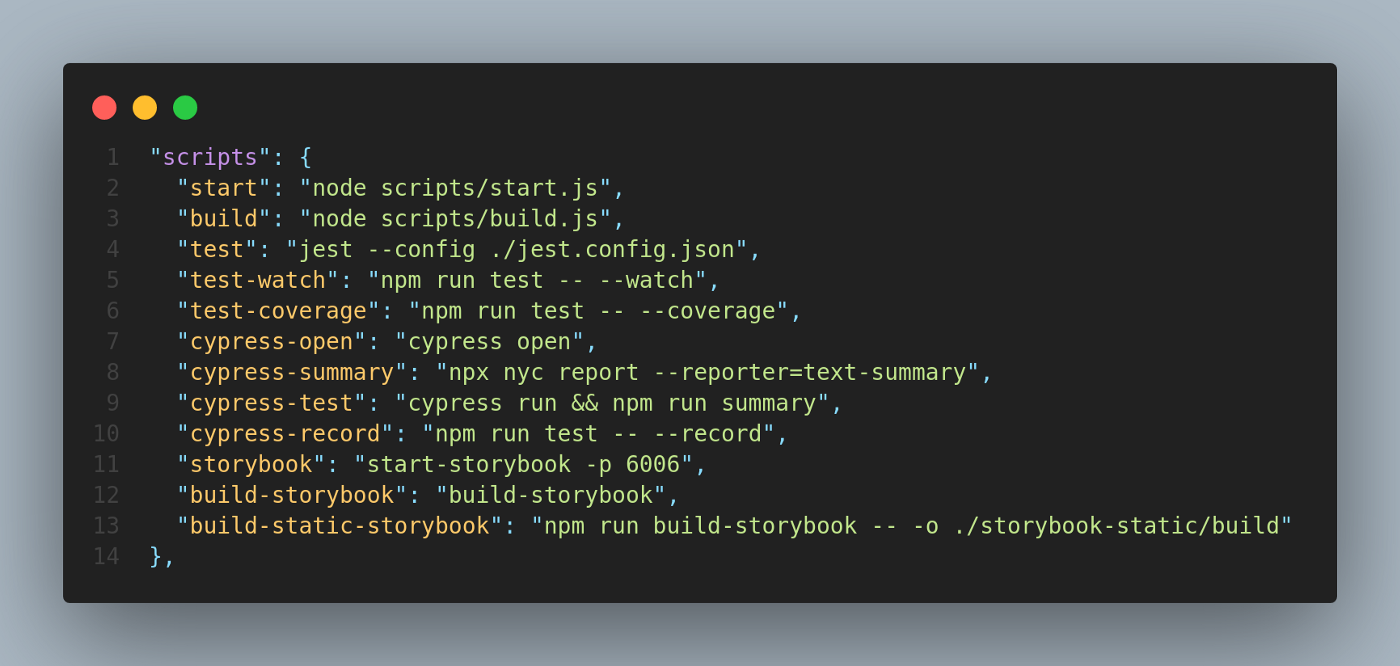 1 "scripts": {
2 "start": "node scripts/start.js",
3 "build": "node scripts/build.js",
4 "test": "jest --config ./jest.config.json",
5 "test-watch": "npm run test -- --watch",
6 "test-coverage": "npm run test -- --coverage",
7 "cypress-open": "cypress open",
8 "cypress-summary": "npx nyc report --reporter=text-summary",
9 "cypress-test": "cypress run && npm run summary",
10 "cypress-record": "npm run test -- --record",
11 "storybook": "start-storybook -p 6006",
12 "build-storybook": "build-storybook",
13 "build-static-storybook": "npm run build-storybook -- -o ./storybook-static/build"
14 },